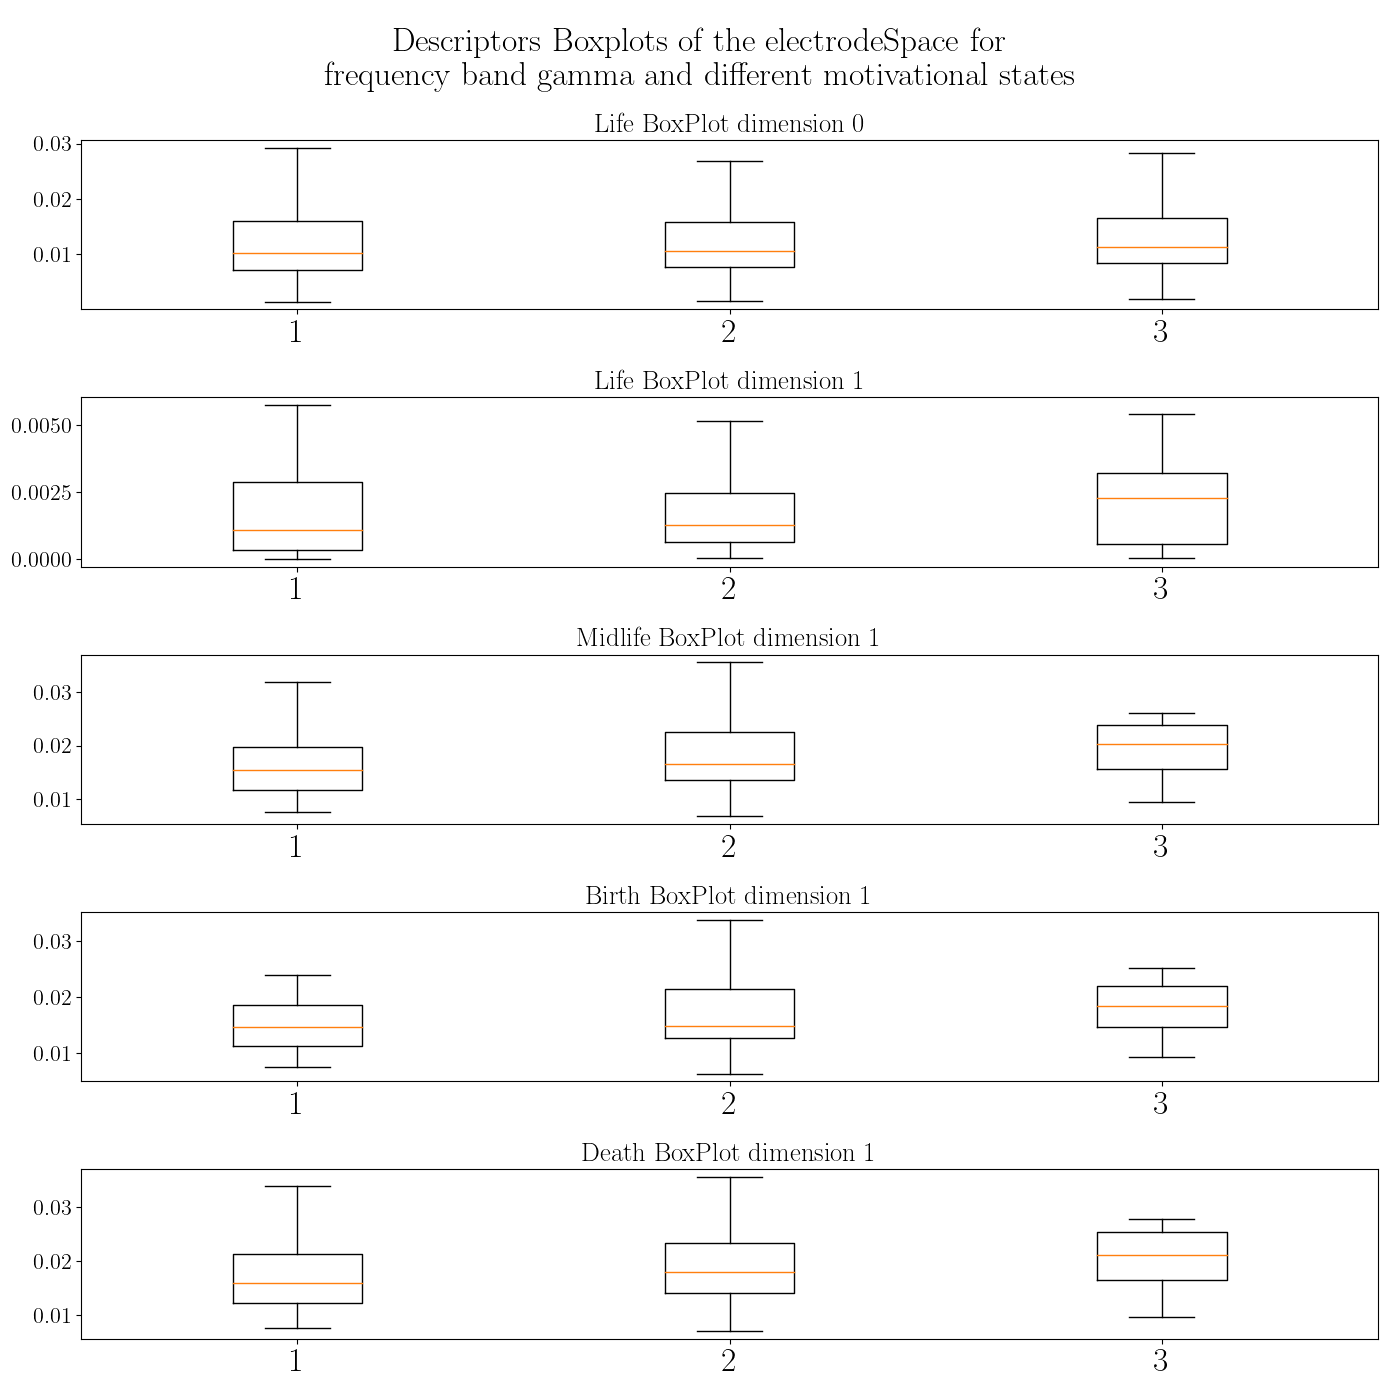 Descriptors Boxplots of the electrodeSpace for
frequency band gamma and different motivational states
Life BoxPlot dimension 0
0.03
0.02
0.01
1 2 3
Life BoxPlot dimension 1
0.0050
0.0025
0.0000
1 2 3
Midlife BoxPlot dimension 1
0.03
0.02
0.01
1 2 3
Birth BoxPlot dimension 1
0.03
0.02
0.01
1 2 3
Death BoxPlot dimension 1
0.03
0.02
0.01
1 2 3